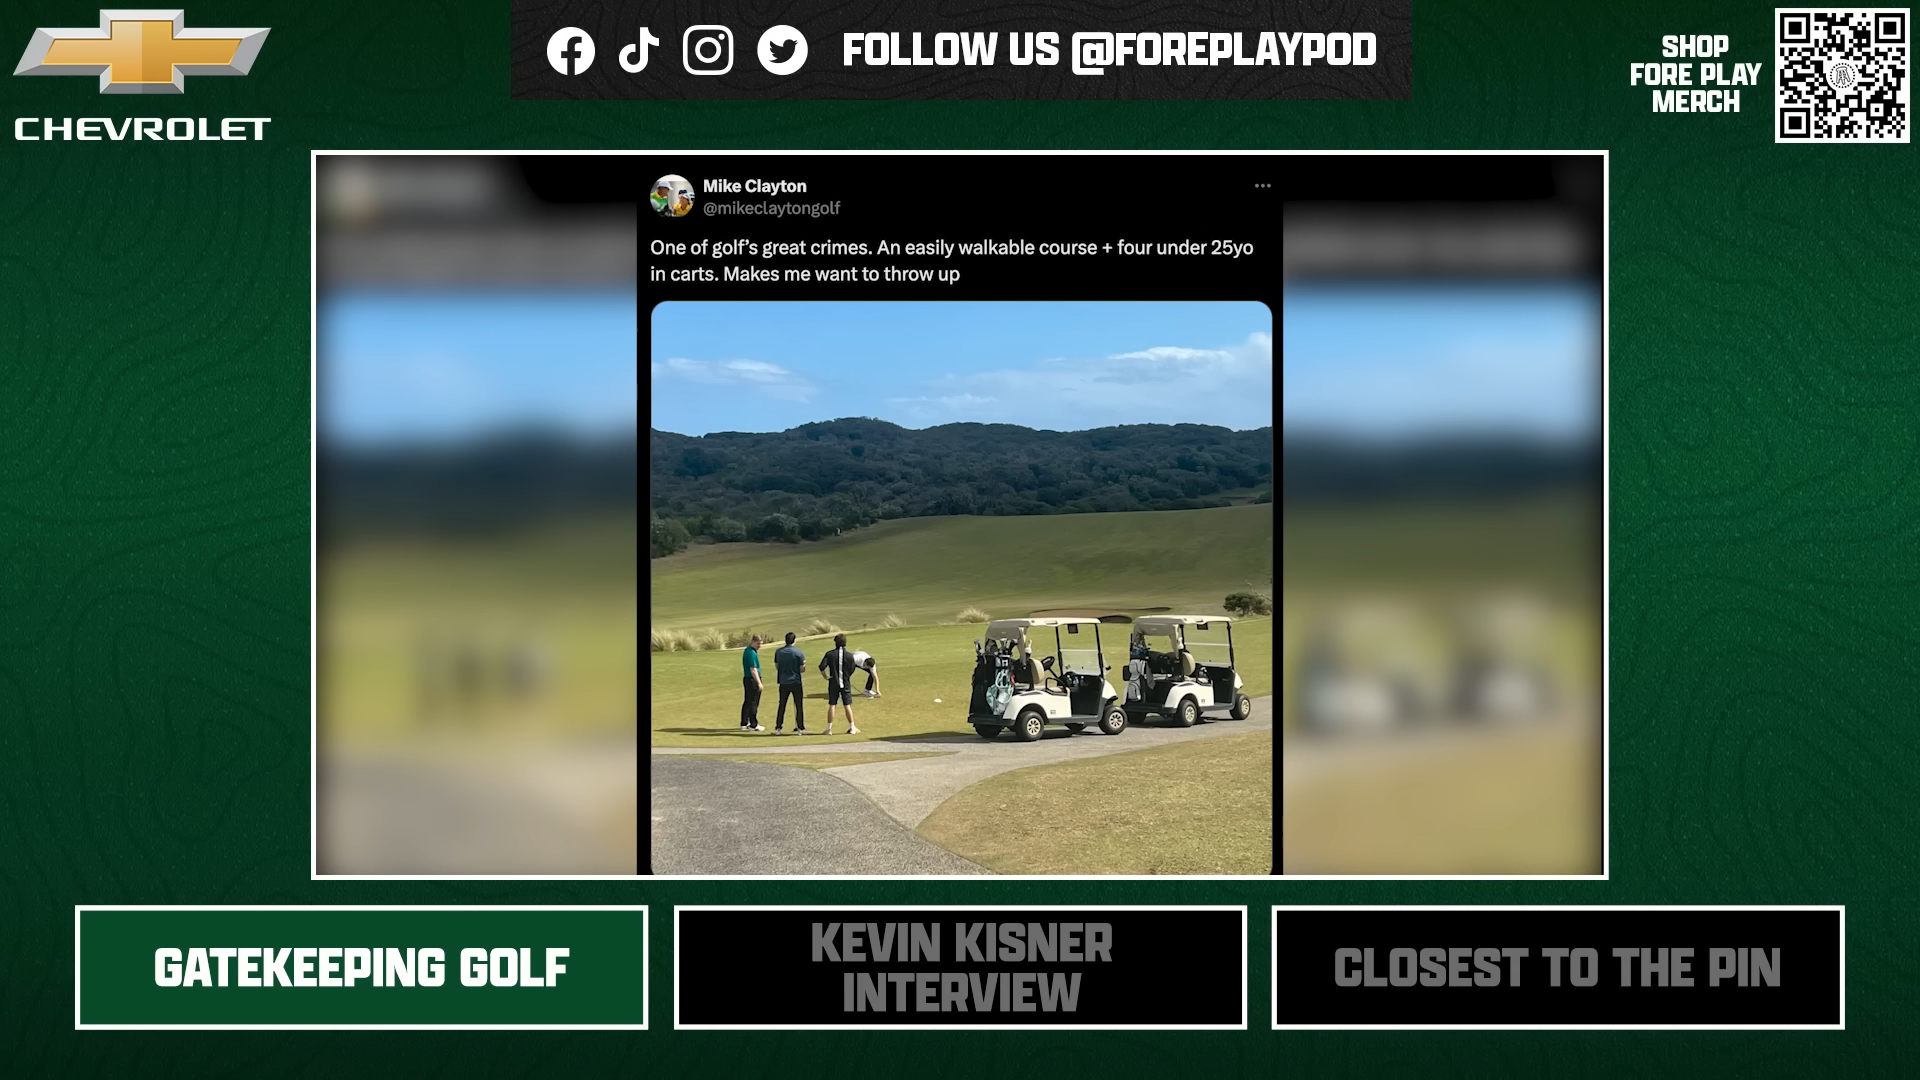 CHEVROLET
FOLLOW US @FOREPLAYPOD
SHOP
FORE PLAY
MERCH
Mike Clayton
@mikeclaytongolf
One of golf’s great crimes. An easily walkable course + four under 25yo
in carts. Makes me want to throw up
GATEKEEPING GOLF
KEVIN KISNER
INTERVIEW
CLOSEST TO THE PIN